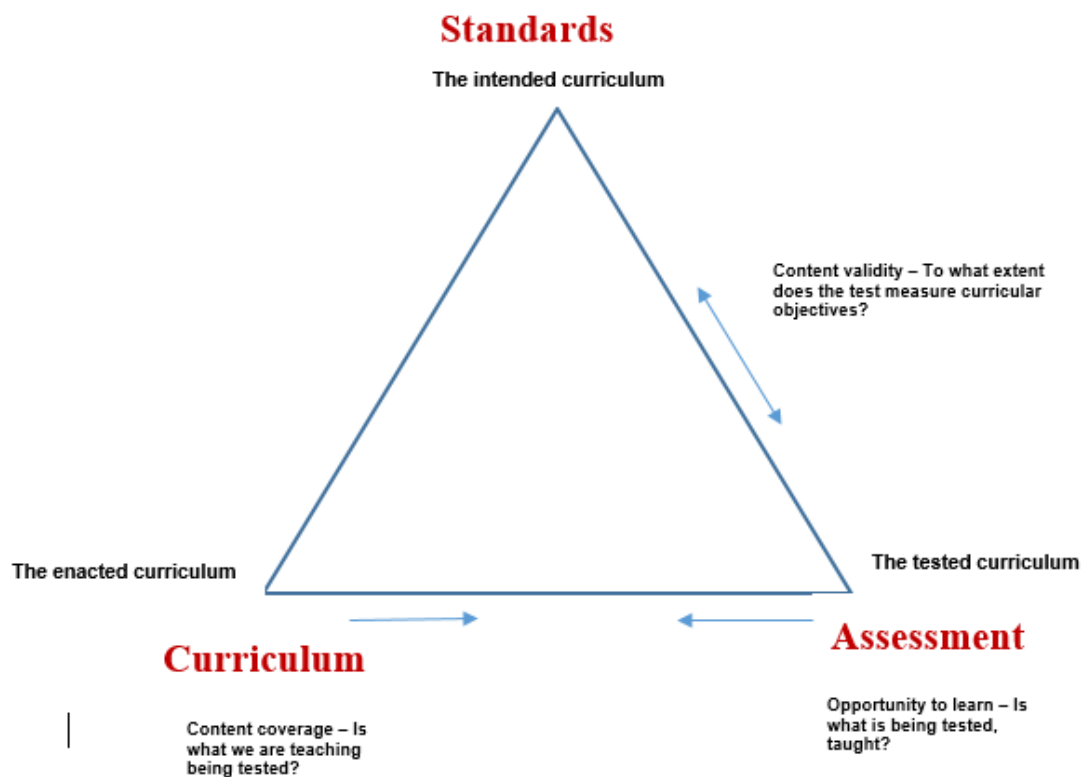 Standards
The intended curriculum
Content validity – To what extent
does the test measure curricular
objectives?
The enacted curriculum
The tested curriculum
Curriculum
Assessment
Content coverage – Is
what we are teaching
being tested?
Opportunity to learn – Is
what is being tested,
taught?